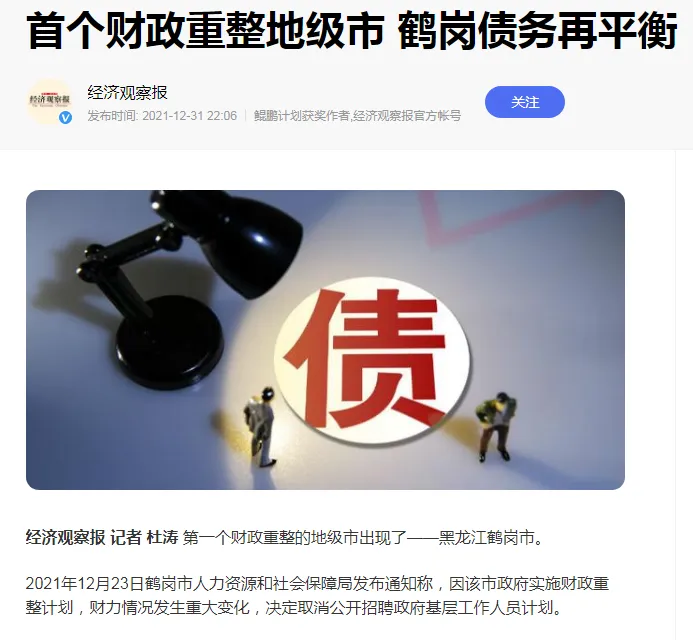 首个财政重整地级市 鹤岗债务再平衡
经济观察报
经济观察报
发布时间: 2021-12-31 22:06 鲲鹏计划获奖作者,经济观察报官方帐号
关注
债
经济观察报 记者 杜涛 第一个财政重整的地级市出现了——黑龙江鹤岗市。
2021年12月23日鹤岗市人力资源和社会保障局发布通知称，因该市政府实施财政重
整计划，财力情况发生重大变化，决定取消公开招聘政府基层工作人员计划。